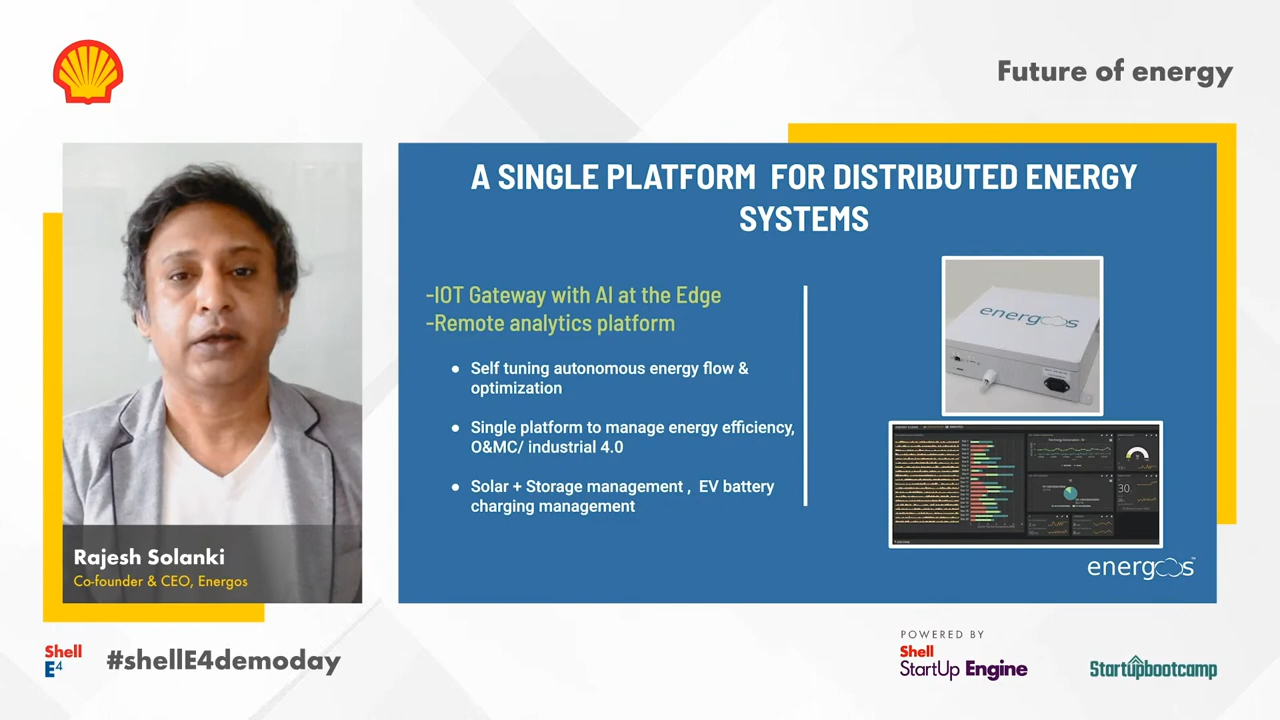 Future of energy
A SINGLE PLATFORM FOR DISTRIBUTED ENERGY
SYSTEMS
-IOT Gateway with AI at the Edge
-Remote analytics platform
● Self tuning autonomous energy flow &
optimization
● Single platform to manage energy efficiency,
O&MC/ industrial 4.0
● Solar + Storage management , EV battery
charging management
energos
energos™
Rajesh Solanki
Co-founder & CEO, Energos
Shell
E4
#shellE4demoday
POWERED BY
Shell
StartUp Engine
Startupbootcamp